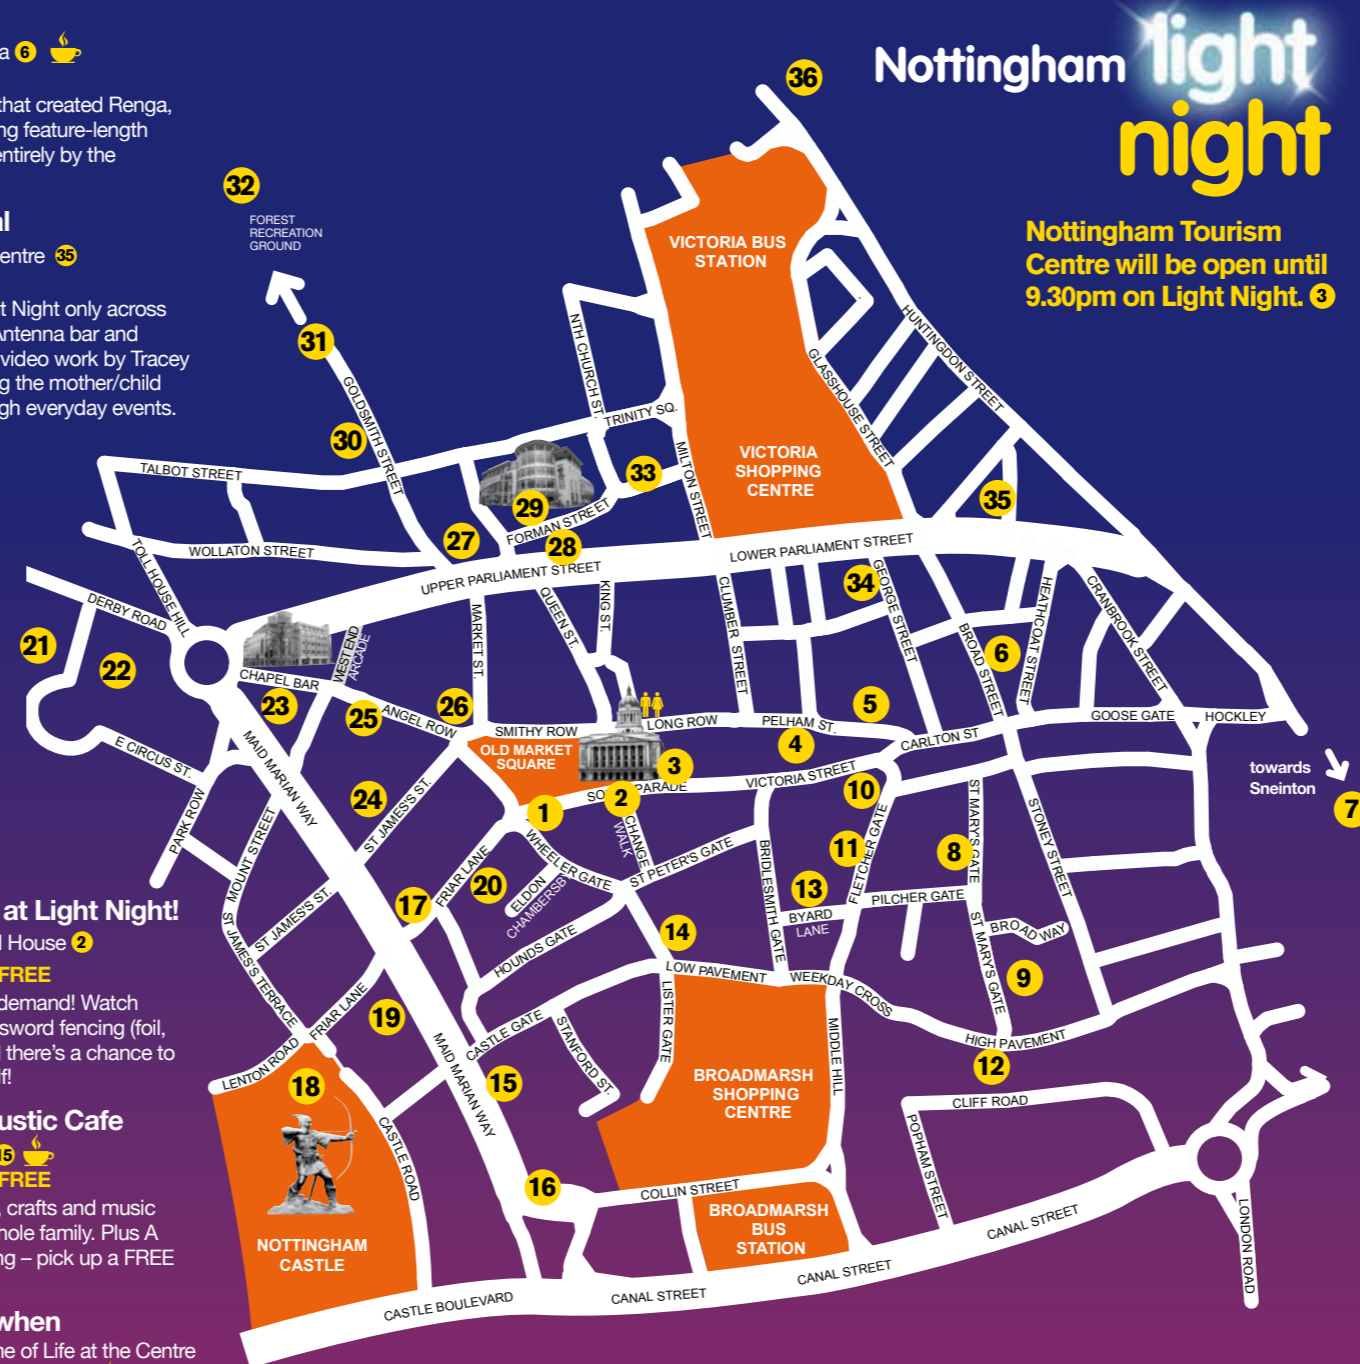 a 6
that created Renga,
ng feature-length
entirely by the
al
entre 35
t Night only across
Antenna bar and
video work by Tracey
g the mother/child
gh everyday events.
at Light Night!
l House 2
FREE
demand! Watch
sword fencing (foil,
l there's a chance to
lf!
ustic Cafe
15
FREE
, crafts and music
hole family. Plus A
ng – pick up a FREE
when
ne of Life at the Centre
Nottingham light
night
Nottingham Tourism
Centre will be open until
9.30pm on Light Night. 3
36
32
FOREST
RECREATION
GROUND
31
30
GOLDSMITH STREET
NTH CHURCH ST.
TRINITY SQ.
VICTORIA BUS
STATION
HUNTINGDON STREET
GLASSHOUSE STREET
VICTORIA
SHOPPING
CENTRE
MILTON STREET
33
29
FORMAN STREET
28
27
35
TALBOT STREET
WOLLATON STREET
TOLL HOUSE HILL
DERBY ROAD
UPPER PARLIAMENT STREET
LOWER PARLIAMENT STREET
34
GEORGE STREET
CLUMBER STREET
KING ST.
QUEEN ST.
MARKET ST.
HEATHCOAT STREET
CRANBROOK STREET
BROAD STREET
6
21
22
WEST END
ARCADE
CHAPEL BAR
23
25
ANGEL ROW
26
SMITHY ROW
LONG ROW
PELHAM ST.
5
4
CARLTON ST
GOOSE GATE
HOCKLEY
OLD MARKET
SQUARE
3
2
1
PARADE
VICTORIA STREET
10
towards
Sneinton
7
E CIRCUS ST.
PARK ROW
MAID MARIAN WAY
24
ST JAMES'S ST.
MOUNT STREET
ST JAMES'S ST.
ST JAMES'S TERRACE
17
FRIAR LANE
20
ELDON
CHAMBERS
WHEELER GATE
CHANGE
WALK
ST PETER'S GATE
BRIDLESMITH GATE
11
FLETCHER GATE
13
BYARD
LANE
PILCHER GATE
8
ST MARY'S GATE
STONEY STREET
BROADWAY
ST MARY'S GATE
9
14
HOUNDS GATE
LOW PAVEMENT
WEEKDAY CROSS
HIGH PAVEMENT
12
FRIAR LANE
19
LENTON ROAD
18
CASTLE GATE
STANFORD ST.
LISTER GATE
MIDDLE HILL
15
MAID MARIAN WAY
BROADMARSH
SHOPPING
CENTRE
CLIFF ROAD
POPHAM STREET
CASTLE ROAD
16
COLLIN STREET
BROADMARSH
BUS
STATION
NOTTINGHAM
CASTLE
CASTLE BOULEVARD
CANAL STREET
CANAL STREET
CANAL STREET
LONDON ROAD